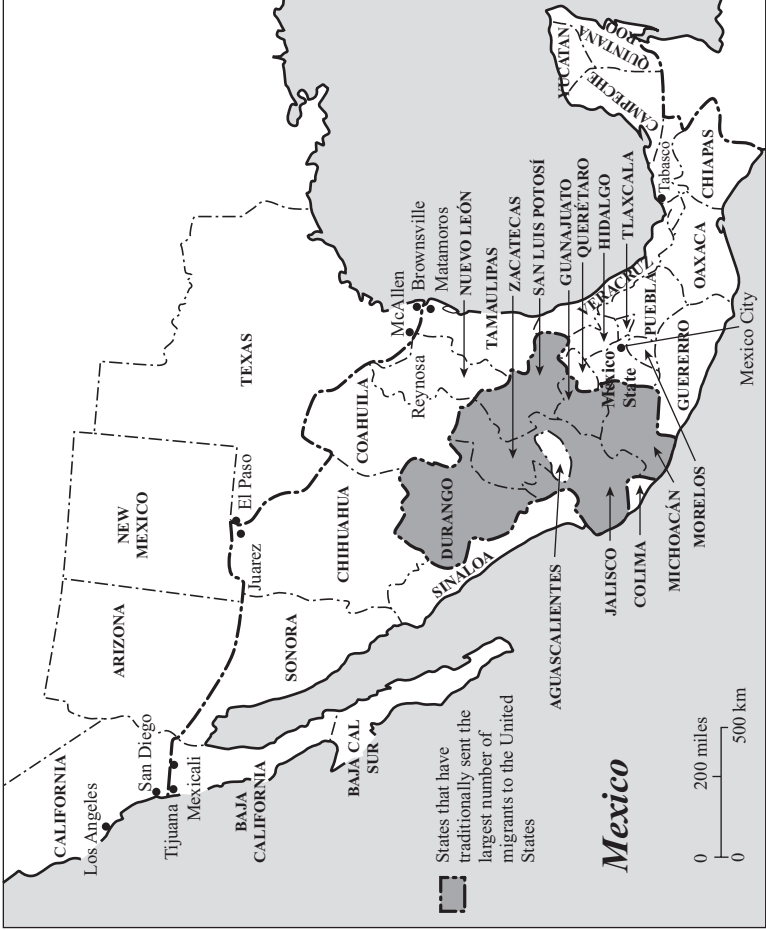 CALIFORNIA
Los Angeles
San Diego
Tijuana
Mexicali
BAJA
CALIFORNIA
BAJA CAL
SUR
ARIZONA
NEW
MEXICO
TEXAS
El Paso
Juarez
SONORA
CHIHUAHUA
COAHUILA
McAllen
Brownsville
Matamoros
Reynosa
NUEVO LEÓN
TAMAULIPAS
ZACATECAS
SAN LUIS POTOSÍ
GUANAJUATO
QUERÉTARO
HIDALGO
TLAXCALA
DURANGO
SINALOA
AGUASCALIENTES
JALISCO
COLIMA
MICHOACÁN
MORELOS
México
State
Mexico City
VERACRUZ
PUEBLA
GUERERRO
OAXACA
Tabasco
CHIAPAS
CAMPECHE
YUCATAN
QUINTANA
ROO
States that have
traditionally sent the
largest number of
migrants to the United
States
Mexico
0 200 miles
0 500 km